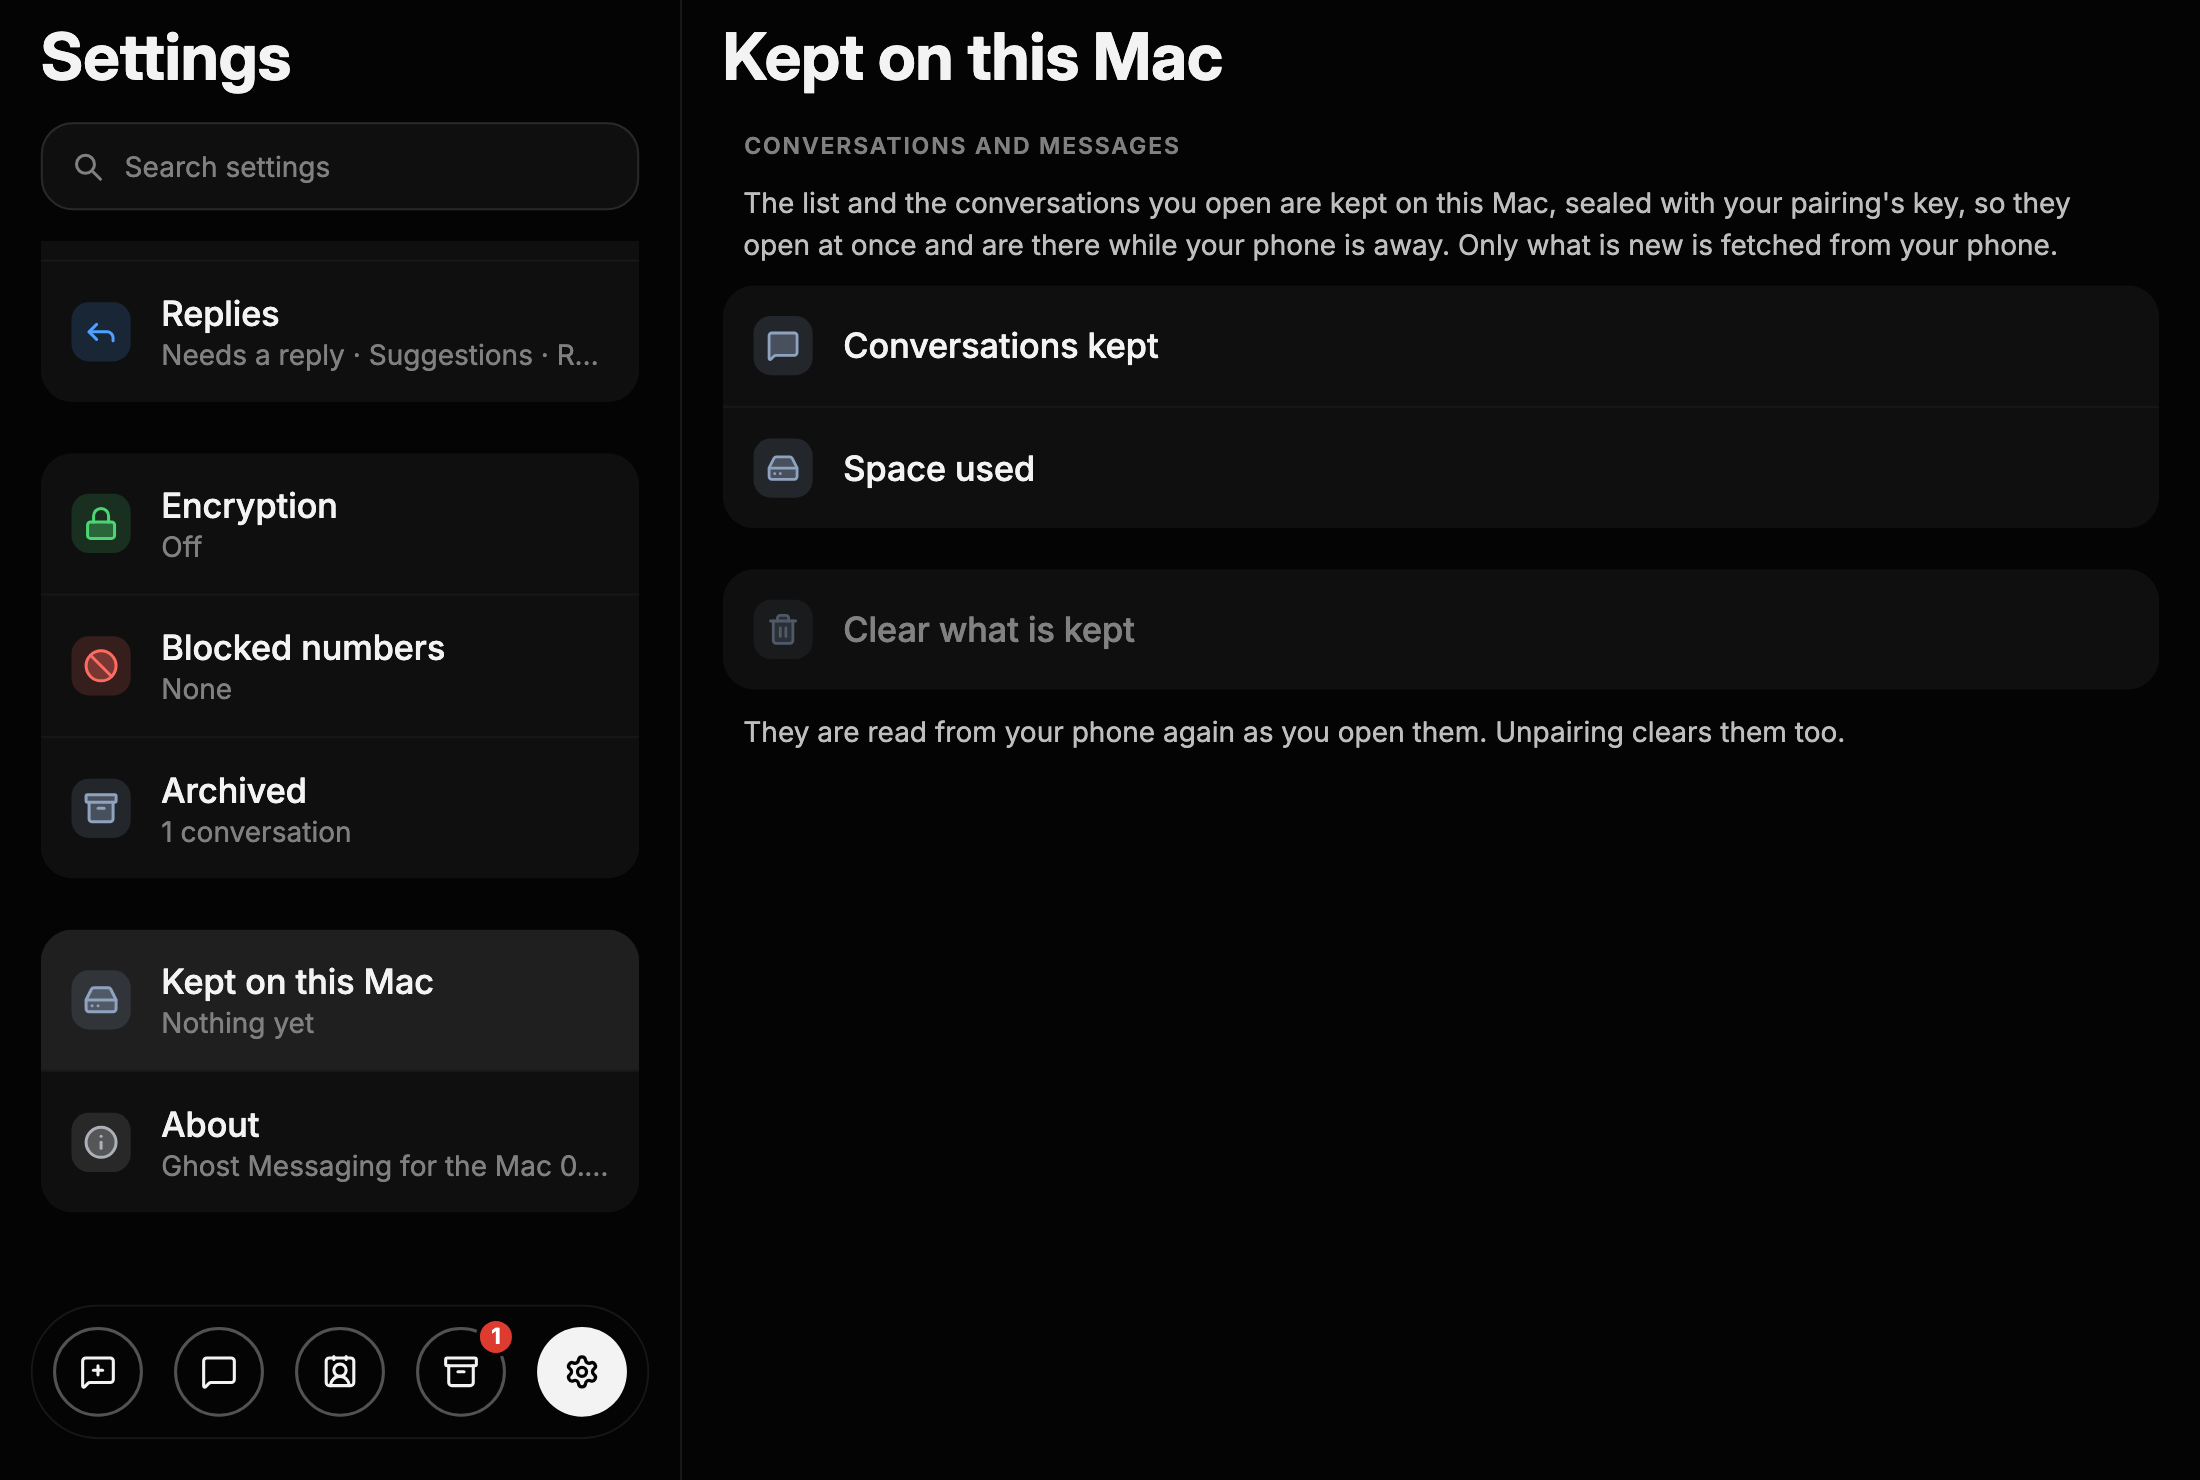 Settings
Search settings
Replies
Needs a reply · Suggestions · R...
Encryption
Off
Blocked numbers
None
Archived
1 conversation
Kept on this Mac
Nothing yet
About
Ghost Messaging for the Mac 0....
1
Kept on this Mac
CONVERSATIONS AND MESSAGES
The list and the conversations you open are kept on this Mac, sealed with your pairing's key, so they
open at once and are there while your phone is away. Only what is new is fetched from your phone.
Conversations kept
Space used
Clear what is kept
They are read from your phone again as you open them. Unpairing clears them too.